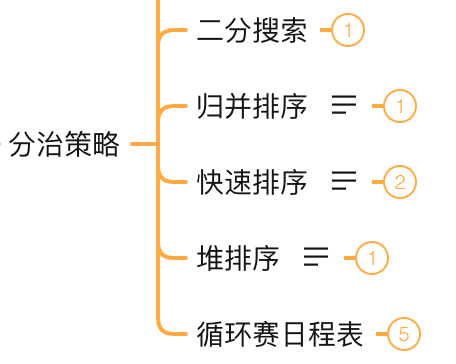 二分搜索 1
归并排序 1
分治策略
快速排序 2
堆排序 1
循环赛日程表 5